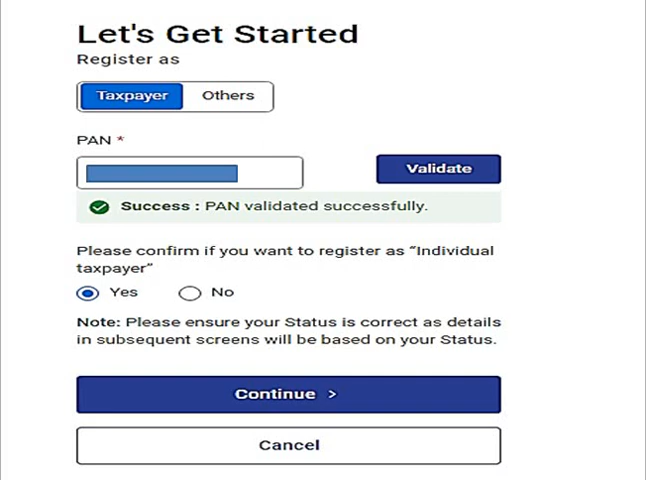 Let's Get Started
Register as
Taxpayer Others
PAN *
Validate
Success : PAN validated successfully.
Please confirm if you want to register as “Individual
taxpayer”
Yes No
Note: Please ensure your Status is correct as details
in subsequent screens will be based on your Status.
Continue >
Cancel